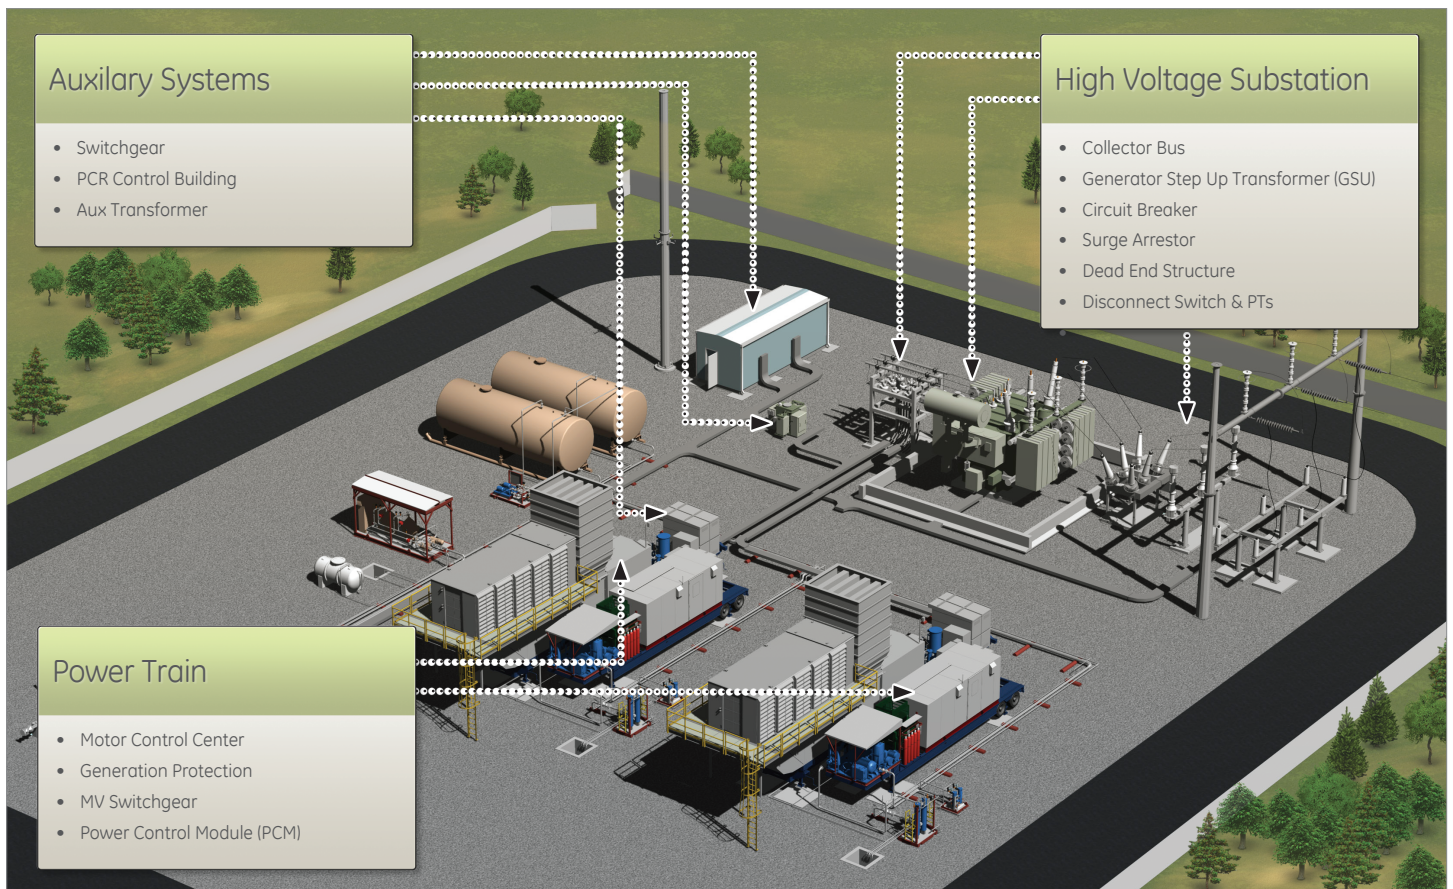 Auxilary Systems
• Switchgear
• PCR Control Building
• Aux Transformer
High Voltage Substation
• Collector Bus
• Generator Step Up Transformer (GSU)
• Circuit Breaker
• Surge Arrestor
• Dead End Structure
• Disconnect Switch & PTs
Power Train
• Motor Control Center
• Generation Protection
• MV Switchgear
• Power Control Module (PCM)